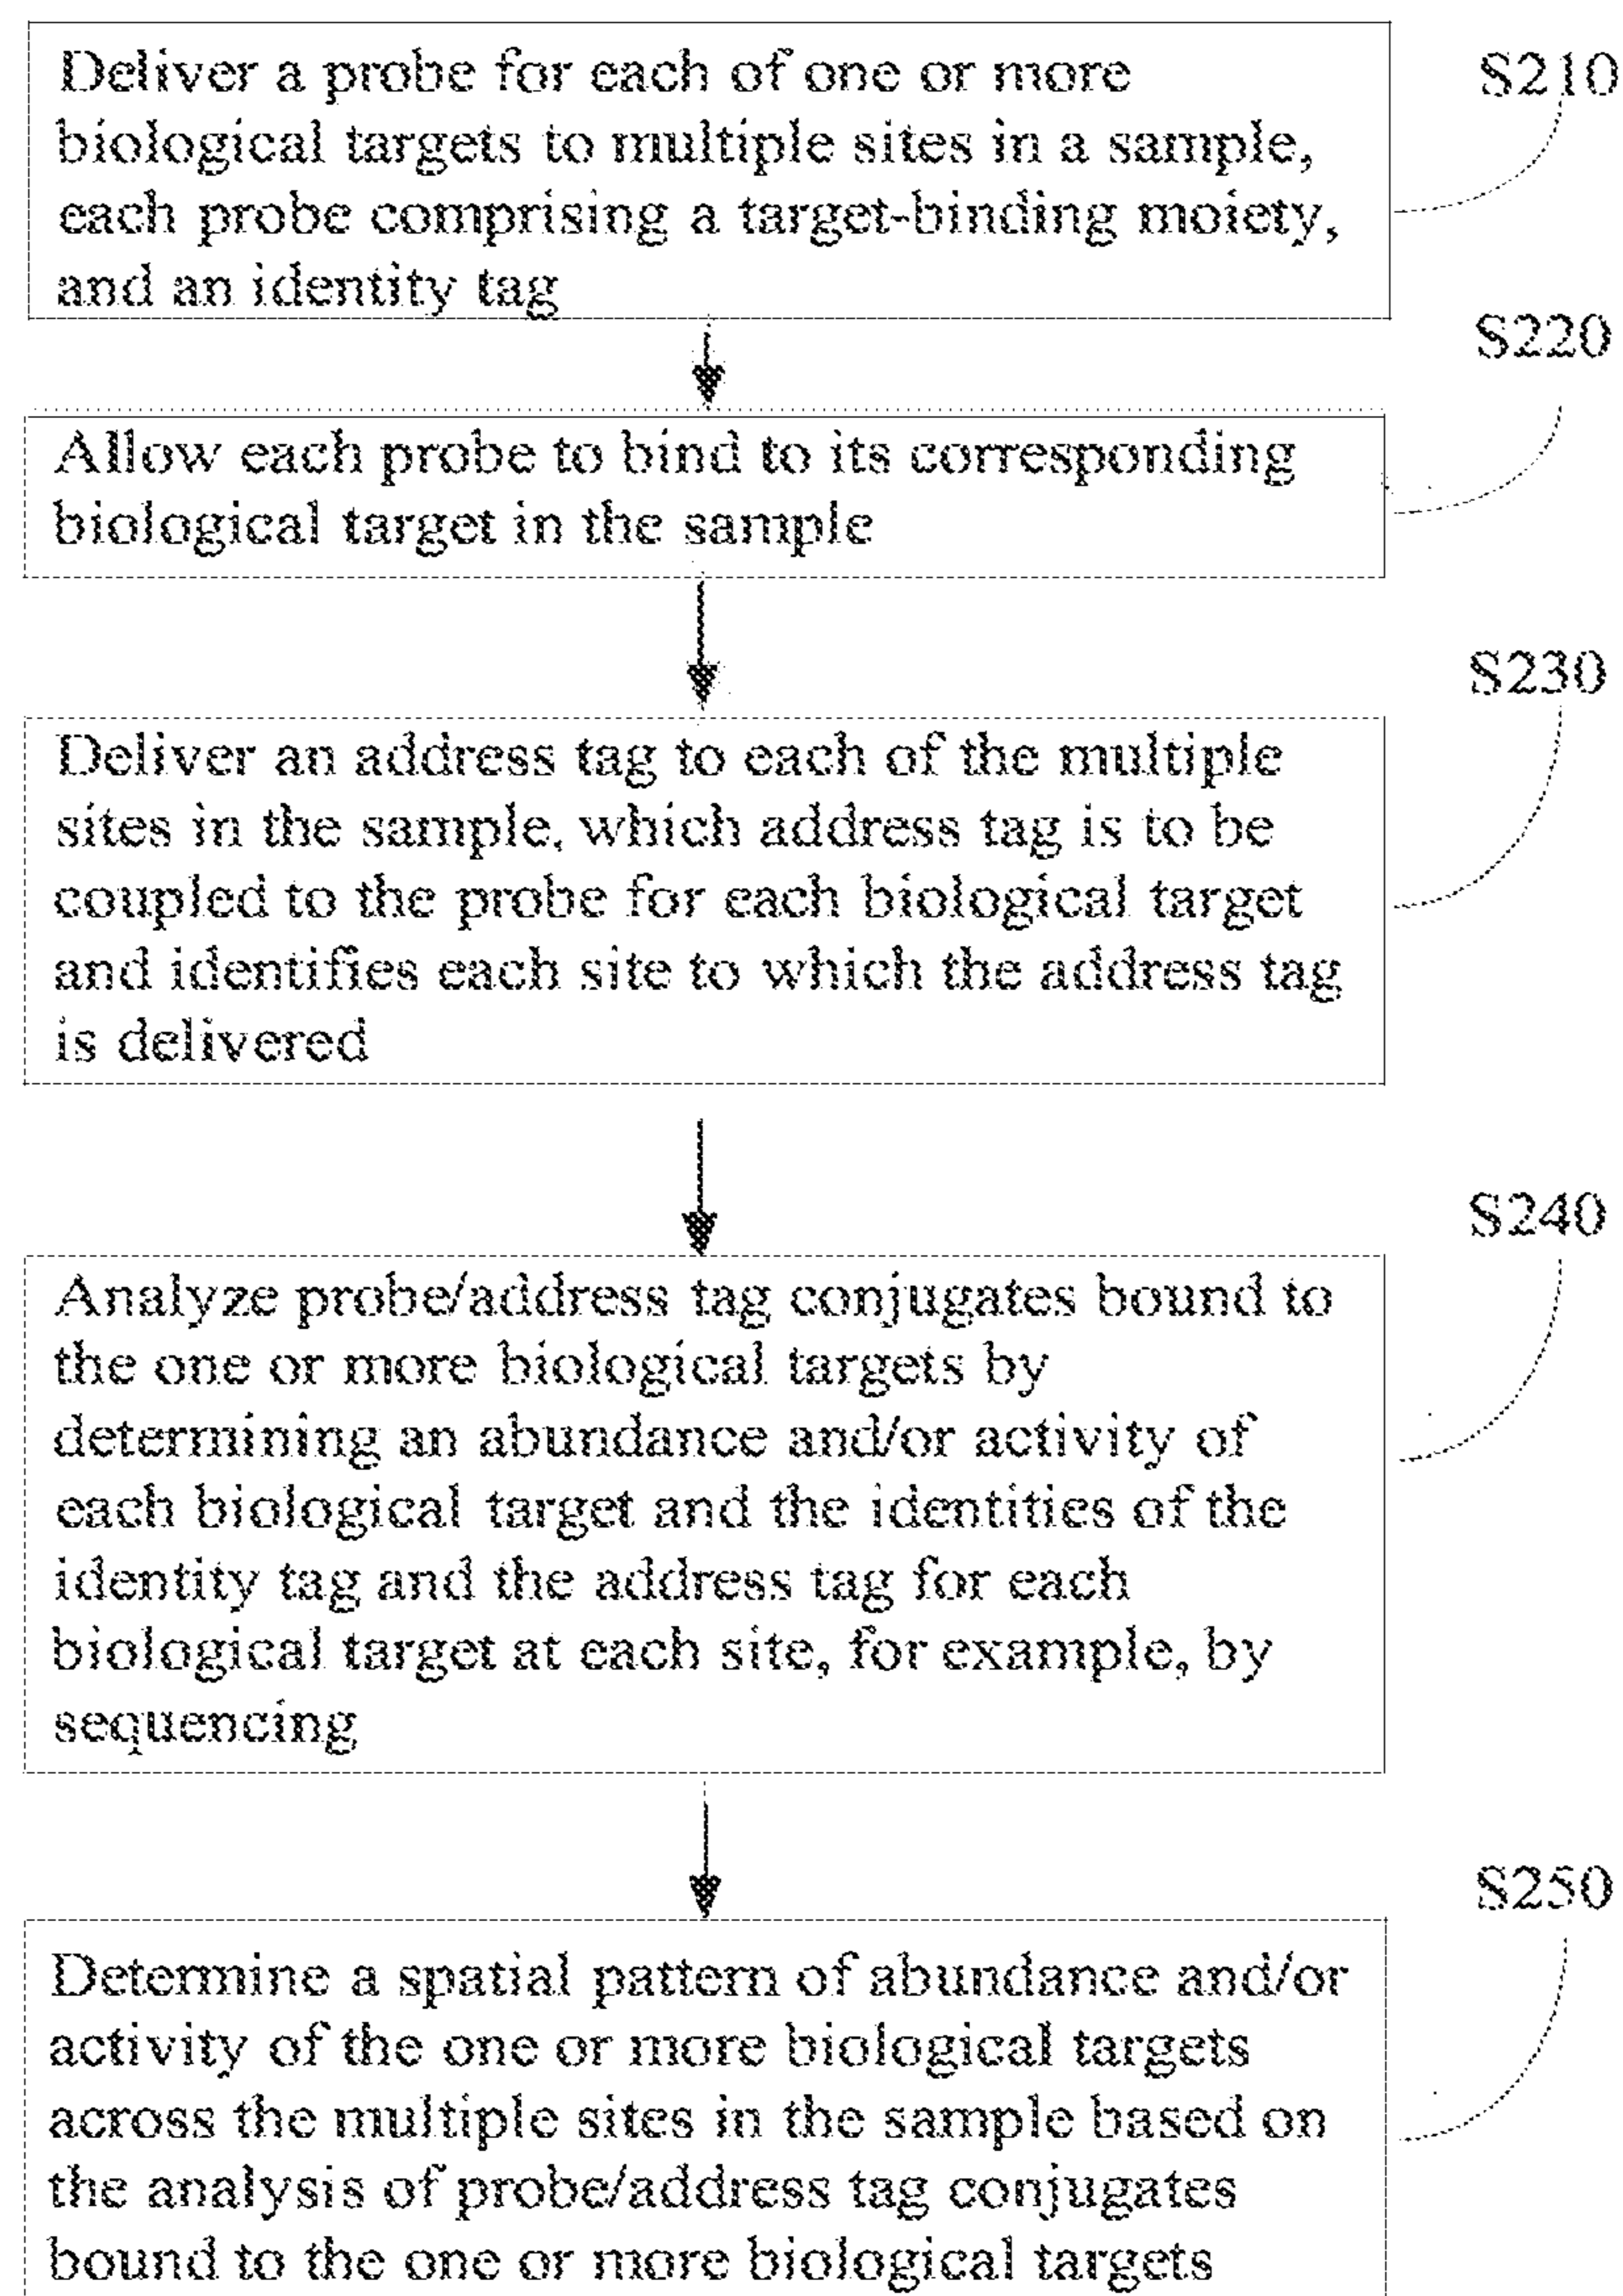 Deliver a probe for each of one or more
S210
biological targets to multiple sites in a sample,
each probe comprising a target-binding moiety,
and an identity tag
S220
Allow each probe to bind to its corresponding
biological target in the sample
S230
Deliver an address tag to each of the multiple
sites in the sample, which address tag is to be
coupled to the probe for each biological target
and identifies each site to which the address tag
is delivered
S240
Analyze probe/address tag conjugates bound to
the one or more biological targets by
determining an abundance and/or activity of
each biological target and the identities of the
identity tag and the address tag for each
biological target at each site, for example, by
sequencing
S250
Determine a spatial pattern of abundance and/or
activity of the one or more biological targets
across the multiple sites in the sample based on
the analysis of probe/address tag conjugates
bound to the one or more biological targets